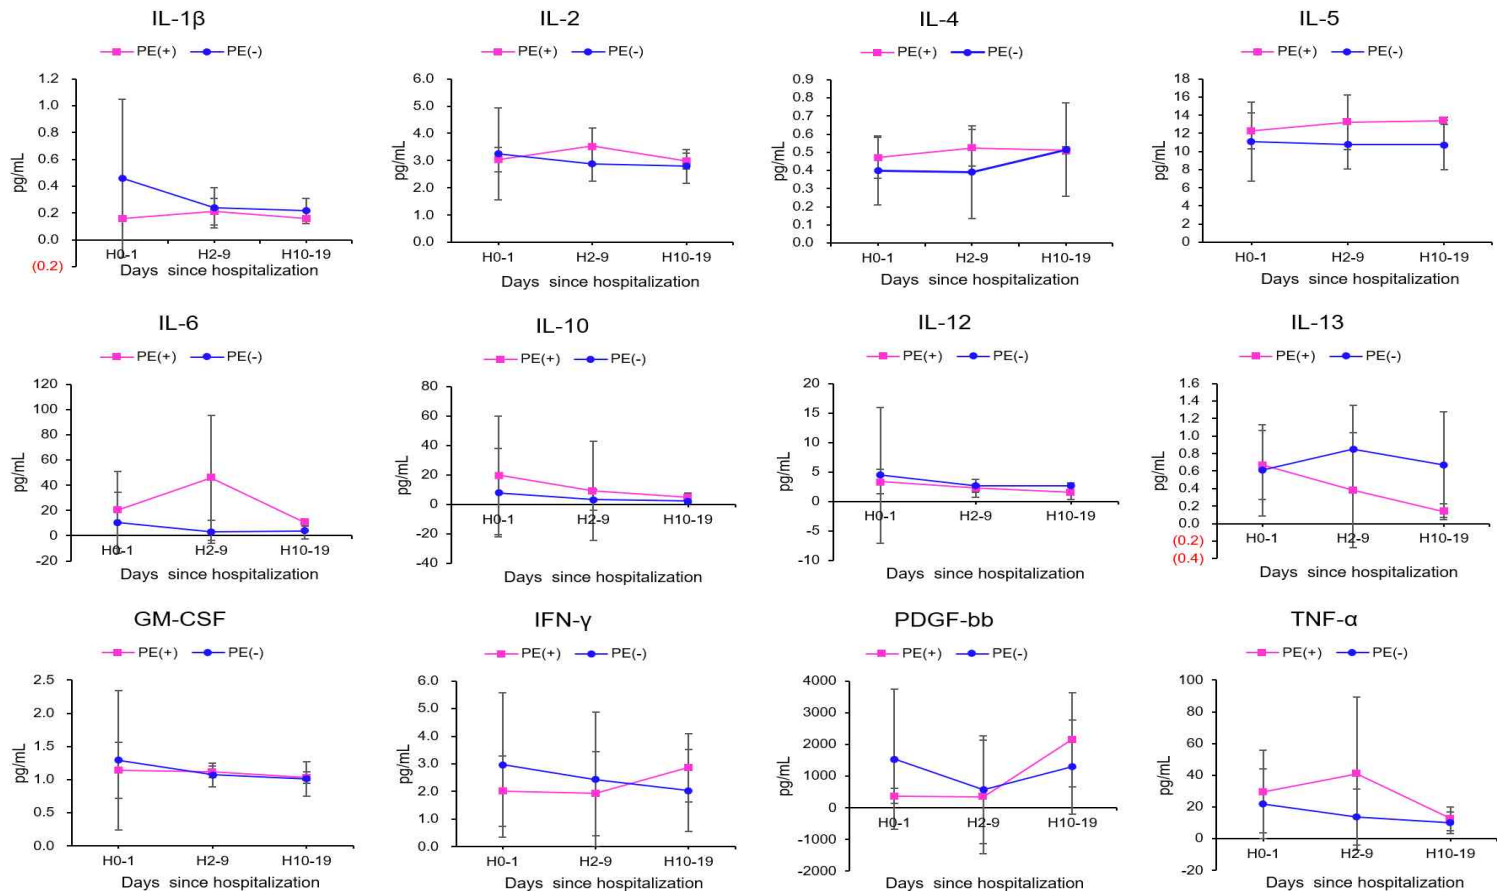 IL-1β
PE(+) PE(-)
1.2
1.0
0.8
0.6
0.4
0.2
0.0
(0.2)
pg/mL
H0-1 H2-9 H10-19
Days since hospitalization
IL-2
PE(+) PE(-)
6.0
5.0
4.0
3.0
2.0
1.0
0.0
pg/mL
H0-1 H2-9 H10-19
Days since hospitalization
IL-4
PE(+) PE(-)
0.9
0.8
0.7
0.6
0.5
0.4
0.3
0.2
0.1
0.0
pg/mL
H0-1 H2-9 H10-19
Days since hospitalization
IL-5
PE(+) PE(-)
18
16
14
12
10
8
6
4
2
0
pg/mL
H0-1 H2-9 H10-19
Days since hospitalization
IL-6
PE(+) PE(-)
120
100
80
60
40
20
0
-20
pg/mL
H0-1 H2-9 H10-19
Days since hospitalization
IL-10
PE(+) PE(-)
80
60
40
20
0
-20
-40
pg/mL
H0-1 H2-9 H10-19
Days since hospitalization
IL-12
PE(+) PE(-)
20
15
10
5
0
-5
-10
pg/mL
H0-1 H2-9 H10-19
Days since hospitalization
IL-13
PE(+) PE(-)
1.6
1.4
1.2
1.0
0.8
0.6
0.4
0.2
0.0
(0.2)
(0.4)
pg/mL
H0-1 H2-9 H10-19
Days since hospitalization
GM-CSF
PE(+) PE(-)
2.5
2.0
1.5
1.0
0.5
0.0
pg/mL
H0-1 H2-9 H10-19
Days since hospitalization
IFN-γ
PE(+) PE(-)
6.0
5.0
4.0
3.0
2.0
1.0
0.0
pg/mL
H0-1 H2-9 H10-19
Days since hospitalization
PDGF-bb
PE(+) PE(-)
4000
3000
2000
1000
0
-1000
-2000
pg/mL
H0-1 H2-9 H10-19
Days since hospitalization
TNF-α
PE(+) PE(-)
100
80
60
40
20
0
-20
pg/mL
H0-1 H2-9 H10-19
Days since hospitalization